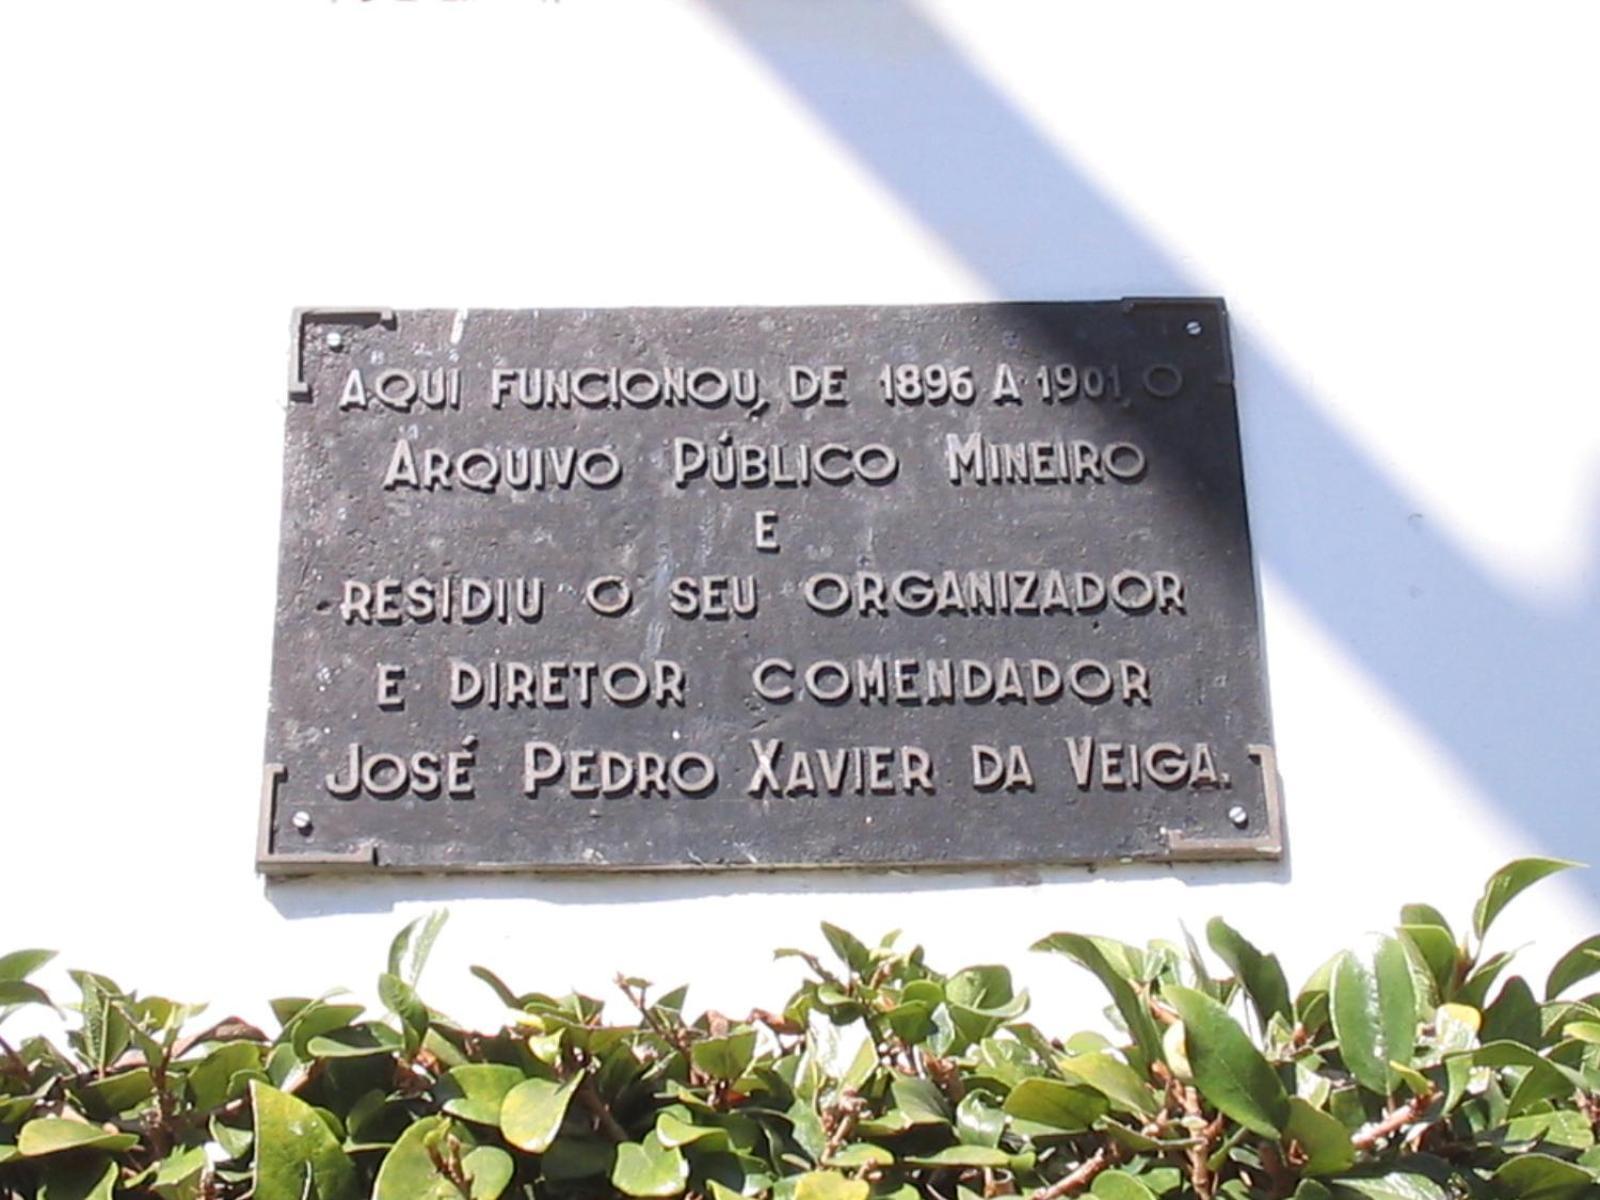 AQUI FUNCIONOU, DE 1896 A 1901, O
ARQUIVO PÚBLICO MINEIRO
E
RESIDIU O SEU ORGANIZADOR
E DIRETOR COMENDADOR
JOSÉ PEDRO XAVIER DA VEIGA.